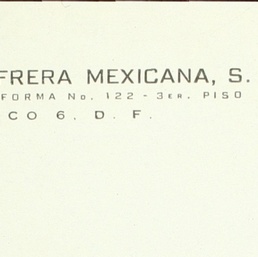 FRERA MEXICANA, S.
FORMA No. 122 - 3ER. PISO
CO 6, D. F.